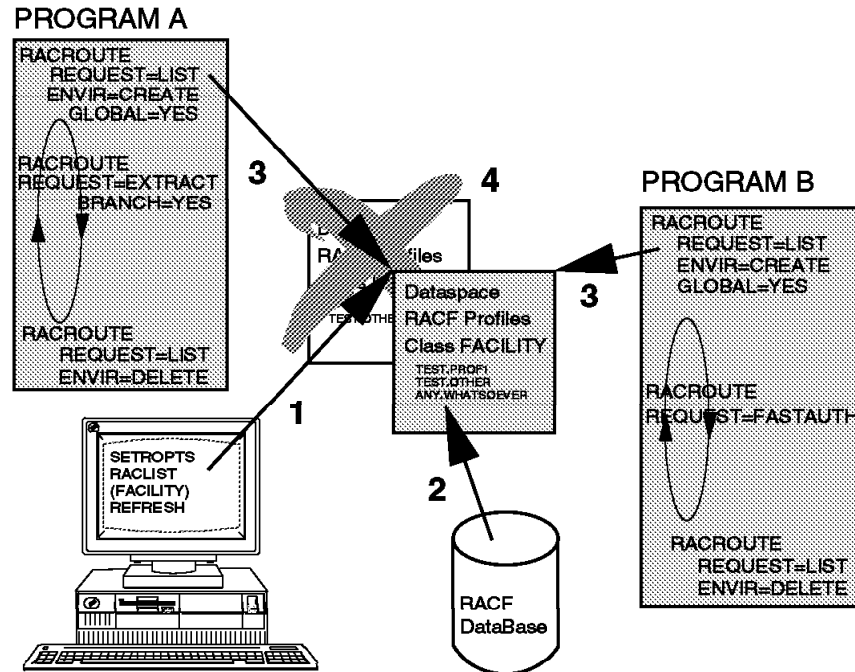 PROGRAM A
RACROUTE
REQUEST=LIST
ENVIR=CREATE
GLOBAL=YES
RACROUTE
REQUEST=EXTRACT
BRANCH=YES
RACROUTE
REQUEST=LIST
ENVIR=DELETE
3
4
Dataspace
RACF Profiles
Class FACILITY
TEST.PROF1
TEST.OTHER
ANY.WHATSOEVER
PROGRAM B
RACROUTE
REQUEST=LIST
ENVIR=CREATE
GLOBAL=YES
3
RACROUTE
REQUEST=FASTAUTH
RACROUTE
REQUEST=LIST
ENVIR=DELETE
1
SETROPTS
RACLIST
(FACILITY)
REFRESH
2
RACF
DataBase